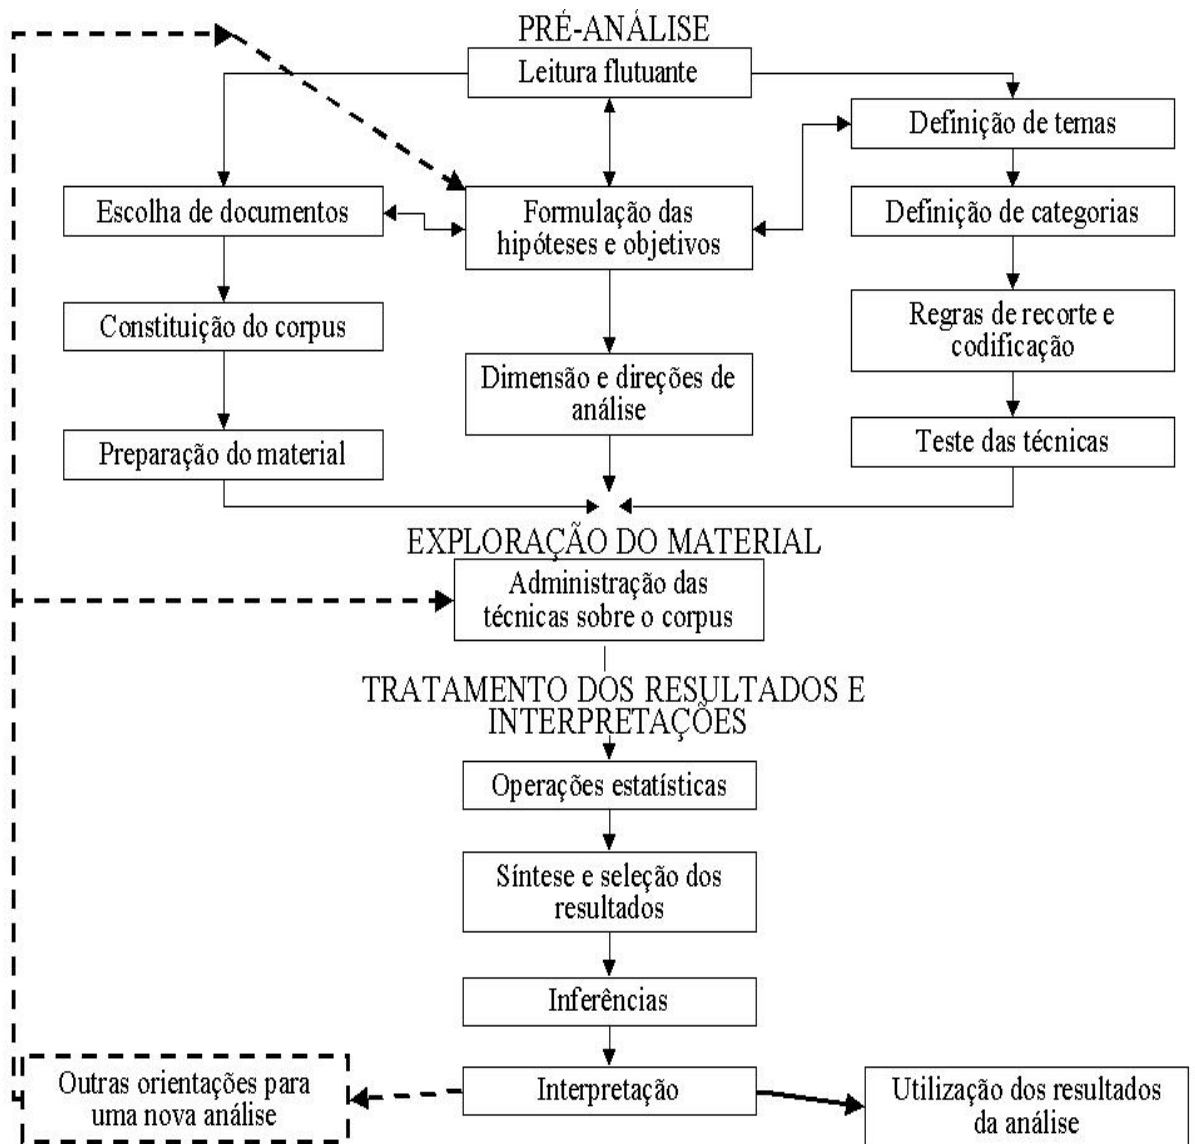 PRÉ-ANÁLISE
Leitura flutuante
Definição de temas
Escolha de documentos
Formulação das
hipóteses e objetivos
Definição de categorias
Constituição do corpus
Regras de recorte e
codificação
Dimensão e direções de
análise
Preparação do material
Teste das técnicas
EXPLORAÇÃO DO MATERIAL
Administração das
técnicas sobre o corpus
TRATAMENTO DOS RESULTADOS E
INTERPRETAÇÕES
Operações estatísticas
Síntese e seleção dos
resultados
Inferências
Outras orientações para
uma nova análise
Interpretação
Utilização dos resultados
da análise